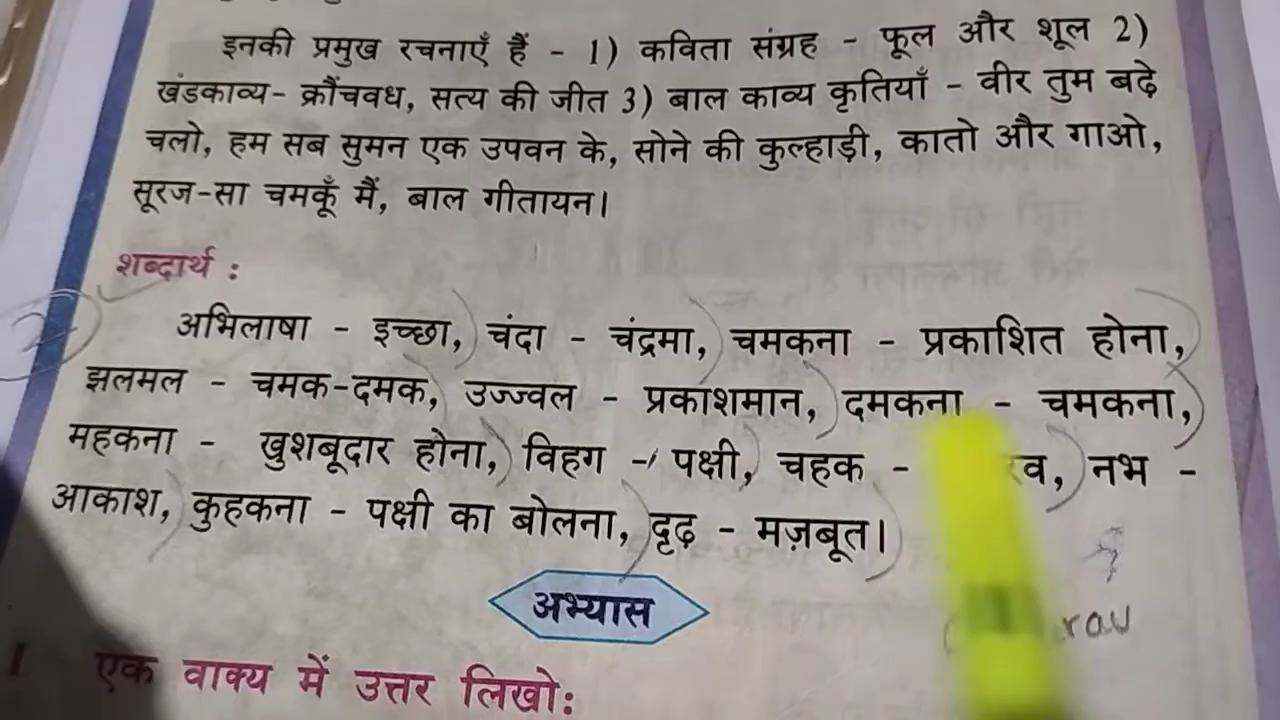 इनकी प्रमुख रचनाएँ हैं - 1) कविता संग्रह - फूल और शूल 2)
खंडकाव्य- क्रौंचवध, सत्य की जीत 3) बाल काव्य कृतियाँ - वीर तुम बढ़े
चलो, हम सब सुमन एक उपवन के, सोने की कुल्हाड़ी, कातो और गाओ,
सूरज-सा चमकूँ मैं, बाल गीतायन।
शब्दार्थ :
अभिलाषा - इच्छा, चंदा - चंद्रमा, चमकना - प्रकाशित होना,
झलमल - चमक-दमक, उज्ज्वल - प्रकाशमान, दमकना - चमकना,
महकना - खुशबूदार होना, विहग - पक्षी, चहक - नभ -
आकाश, कुहकना - पक्षी का बोलना, दृढ़ - मज़बूत।
अभ्यास
I एक वाक्य में उत्तर लिखो: